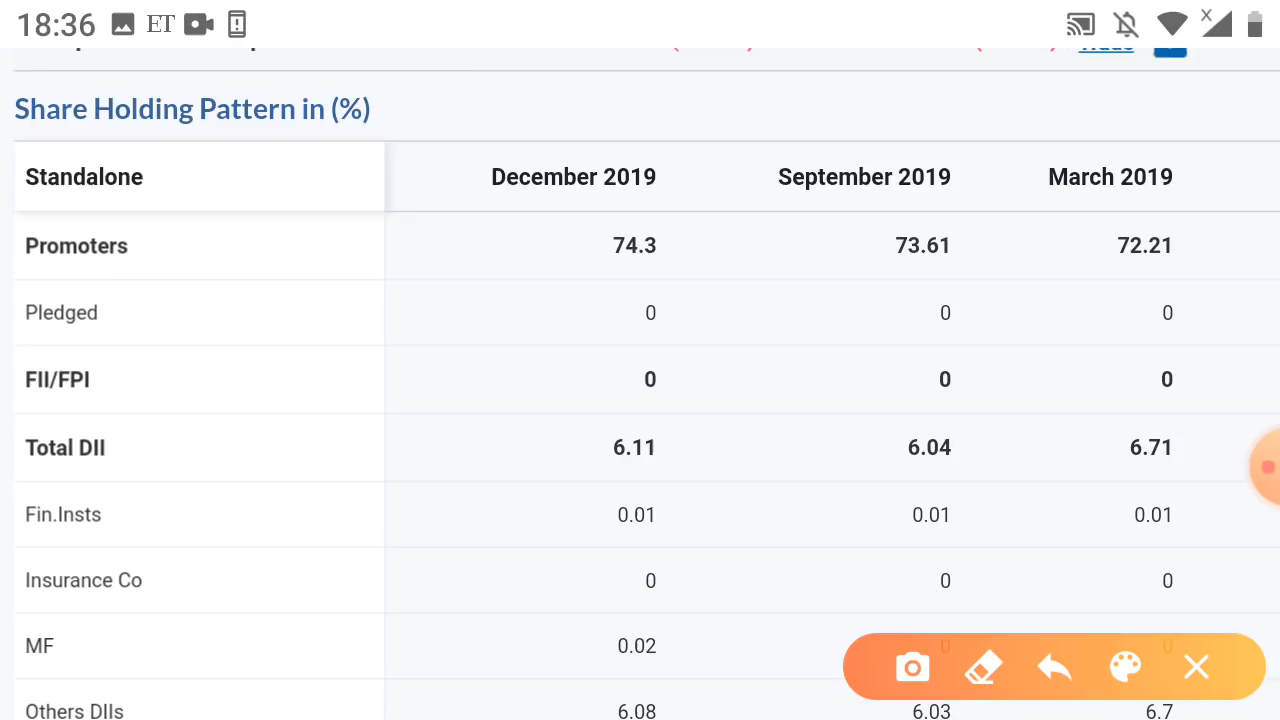 18:36 ET
Share Holding Pattern in (%)
Standalone December 2019 September 2019 March 2019
Promoters 74.3 73.61 72.21
Pledged 0 0 0
FII/FPI 0 0 0
Total DII 6.11 6.04 6.71
Fin.Insts 0.01 0.01 0.01
Insurance Co 0 0 0
MF 0.02 0 0
Others DIIs 6.08 6.03 6.7